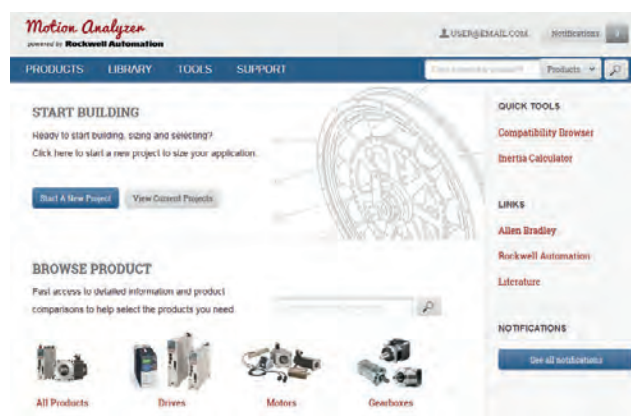 Motion Analyzer
powered by Rockwell Automation
USER@EMAIL.COM
Notifications
PRODUCTS LIBRARY TOOLS SUPPORT
Products
START BUILDING
Ready to start building, sizing and selecting?
Click here to start a new project to size your application.
Start A New Project View Current Projects
BROWSE PRODUCT
Fast access to detailed information and product
comparisons to help select the products you need
All Products Drives Motors Gearboxes
QUICK TOOLS
Compatibility Browser
Inertia Calculator
LINKS
Allen Bradley
Rockwell Automation
Literature
NOTIFICATIONS
See all notifications